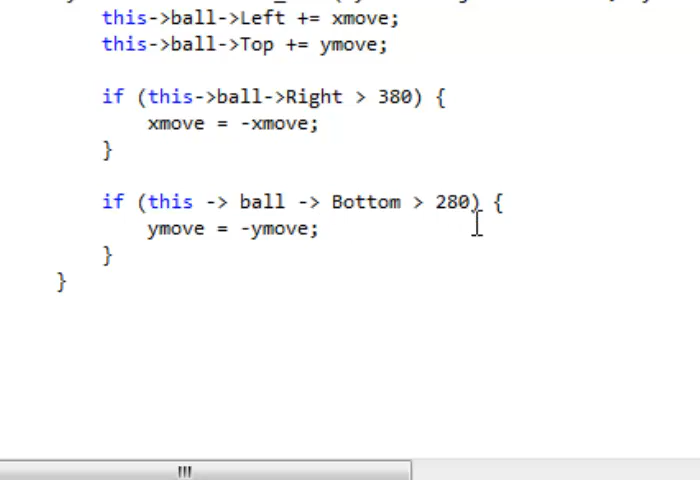 this->ball->Left += xmove;
this->ball->Top += ymove;
if (this->ball->Right > 380) {
xmove = -xmove;
}
if (this -> ball -> Bottom > 280) {
ymove = -ymove;
}
}